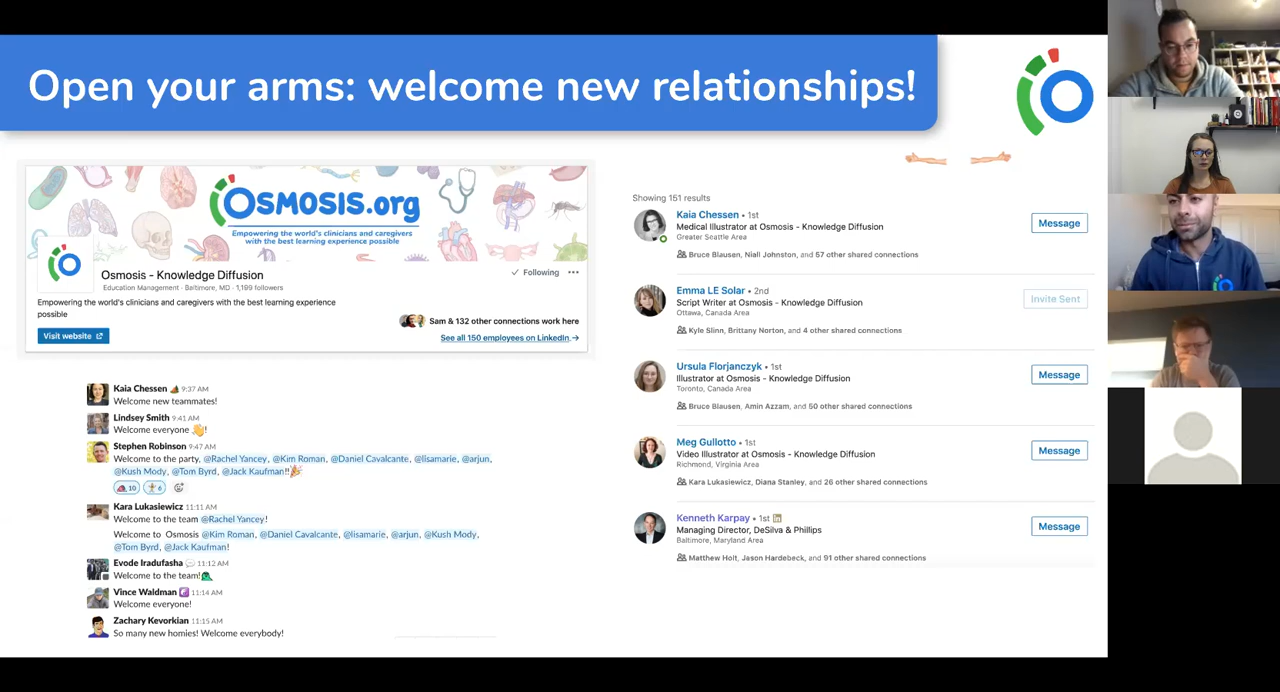 Open your arms: welcome new relationships!
OSMOSIS.org
Empowering the world's clinicians and caregivers
with the best learning experience possible
Osmosis - Knowledge Diffusion
Education Management · Baltimore, MD · 1,199 followers
Following
Empowering the world's clinicians and caregivers with the best learning experience
possible
Sam & 132 other connections work here
Visit website
See all 150 employees on LinkedIn
Kaia Chessen 9:37 AM
Welcome new teammates!
Lindsey Smith 9:41 AM
Welcome everyone 👋!
Stephen Robinson 9:47 AM
Welcome to the party, @Rachel Yancey, @Kim Roman, @Daniel Cavalcante, @lisamarie, @arjun,
@Kush Mody, @Tom Byrd, @Jack Kaufman!!🎉
10 6
Kara Lukasiewicz 11:11 AM
Welcome to the team @Rachel Yancey!
Welcome to Osmosis @Kim Roman, @Daniel Cavalcante, @lisamarie, @arjun, @Kush Mody,
@Tom Byrd, @Jack Kaufman!
Evode Iradufasha 11:12 AM
Welcome to the team!
Vince Waldman 11:14 AM
Welcome everyone!
Zachary Kevorkian 11:15 AM
So many new homies! Welcome everybody!
Showing 151 results
Kaia Chessen • 1st
Medical Illustrator at Osmosis - Knowledge Diffusion
Greater Seattle Area
Message
Bruce Blausen, Niall Johnston, and 57 other shared connections
Emma LE Solar • 2nd
Script Writer at Osmosis - Knowledge Diffusion
Ottawa, Canada Area
Invite Sent
Kyle Slinn, Brittany Norton, and 4 other shared connections
Ursula Florjanczyk • 1st
Illustrator at Osmosis - Knowledge Diffusion
Toronto, Canada Area
Message
Bruce Blausen, Amin Azzam, and 50 other shared connections
Meg Gullotto • 1st
Video Illustrator at Osmosis - Knowledge Diffusion
Richmond, Virginia Area
Message
Kara Lukasiewicz, Diana Stanley, and 26 other shared connections
Kenneth Karpay • 1st in
Managing Director, DeSilva & Phillips
Baltimore, Maryland Area
Message
Matthew Holt, Jason Hardebeck, and 91 other shared connections